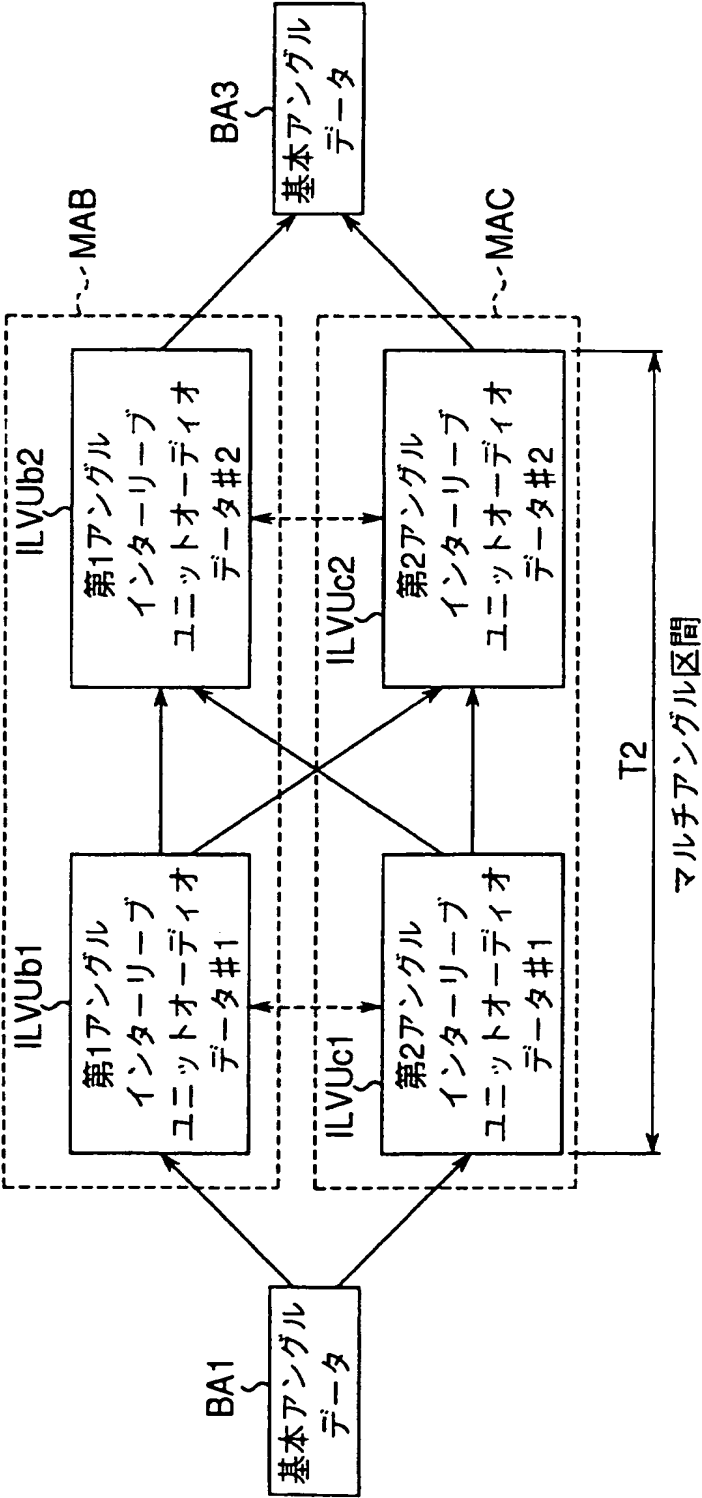 BA1
基本アングル
データ
MAB
ILVUb1
第1アングル
インターリーブ
ユニットオーディオ
データ#1
ILVUb2
第1アングル
インターリーブ
ユニットオーディオ
データ#2
MAC
ILVUc1
第2アングル
インターリーブ
ユニットオーディオ
データ#1
ILVUc2
第2アングル
インターリーブ
ユニットオーディオ
データ#2
BA3
基本アングル
データ
T2
マルチアングル区間